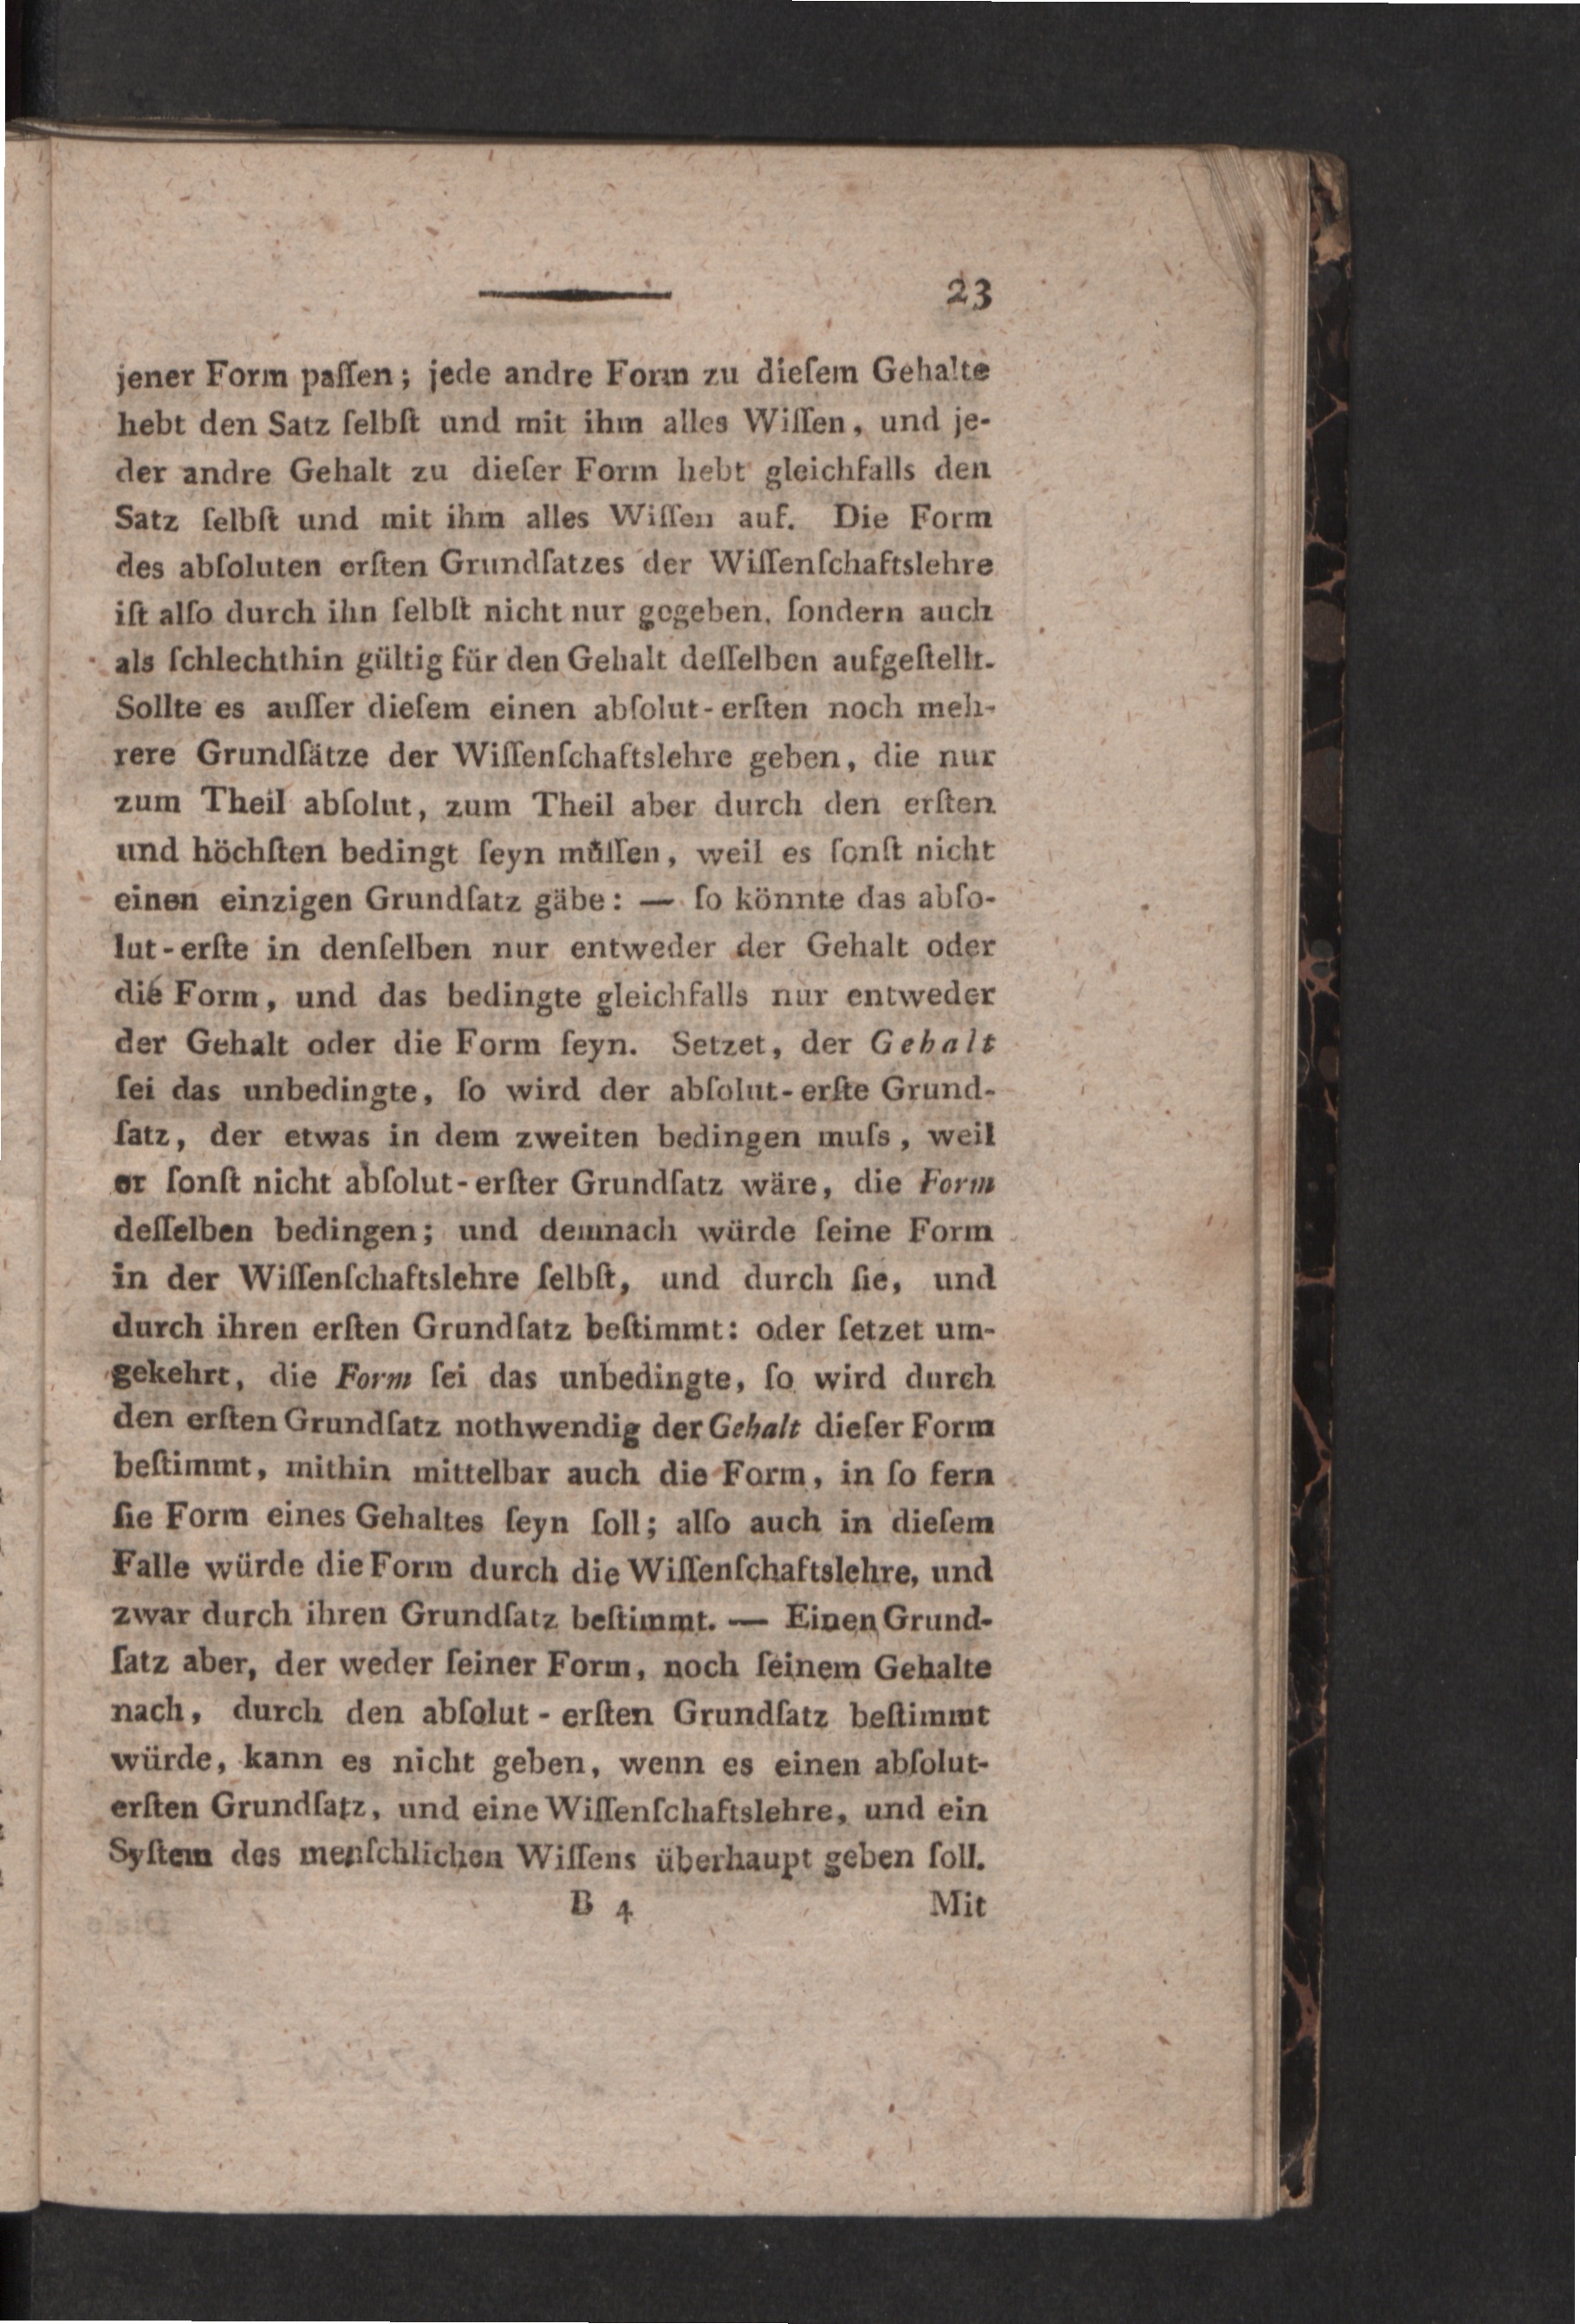 23
jener Form paſſen; jede andre Form zu dieſem Gehalte
hebt den Satz ſelbſt und mit ihm alles Wiſſen, und je-
der andre Gehalt zu dieſer Form hebt gleichfalls den
Satz ſelbſt und mit ihm alles Wiſſen auf. Die Form
des abſoluten erſten Grundſatzes der Wiſſenſchaftslehre
iſt alſo durch ihn ſelbſt nicht nur gegeben, ſondern auch
als ſchlechthin gültig für den Gehalt deſſelben aufgeſtellt.
Sollte es auſſer dieſem einen abſolut-erſten noch meh-
rere Grundſätze der Wiſſenſchaftslehre geben, die nur
zum Theil abſolut, zum Theil aber durch den erſten
und höchſten bedingt ſeyn müſſen, weil es ſonſt nicht
einen einzigen Grundſatz gäbe: — ſo könnte das abſo-
lut-erſte in denſelben nur entweder der Gehalt oder
die Form, und das bedingte gleichfalls nur entweder
der Gehalt oder die Form ſeyn. Setzet, der Gehalt
ſei das unbedingte, ſo wird der abſolut-erſte Grund-
ſatz, der etwas in dem zweiten bedingen muſs, weil
er ſonſt nicht abſolut-erſter Grundſatz wäre, die Form
deſſelben bedingen; und demnach würde ſeine Form
in der Wiſſenſchaftslehre ſelbſt, und durch ſie, und
durch ihren erſten Grundſatz beſtimmt: oder ſetzet um-
gekehrt, die Form ſei das unbedingte, ſo wird durch
den erſten Grundſatz nothwendig der Gehalt dieſer Form
beſtimmt, mithin mittelbar auch die Form, in ſo fern
ſie Form eines Gehaltes ſeyn ſoll; alſo auch in dieſem
Falle würde die Form durch die Wiſſenſchaftslehre, und
zwar durch ihren Grundſatz beſtimmt. — Einen Grund-
ſatz aber, der weder ſeiner Form, noch ſeinem Gehalte
nach, durch den abſolut-erſten Grundſatz beſtimmt
würde, kann es nicht geben, wenn es einen abſolut-
erſten Grundſatz, und eine Wiſſenſchaftslehre, und ein
Syſtem des menſchlichen Wiſſens überhaupt geben ſoll.
B 4 Mit